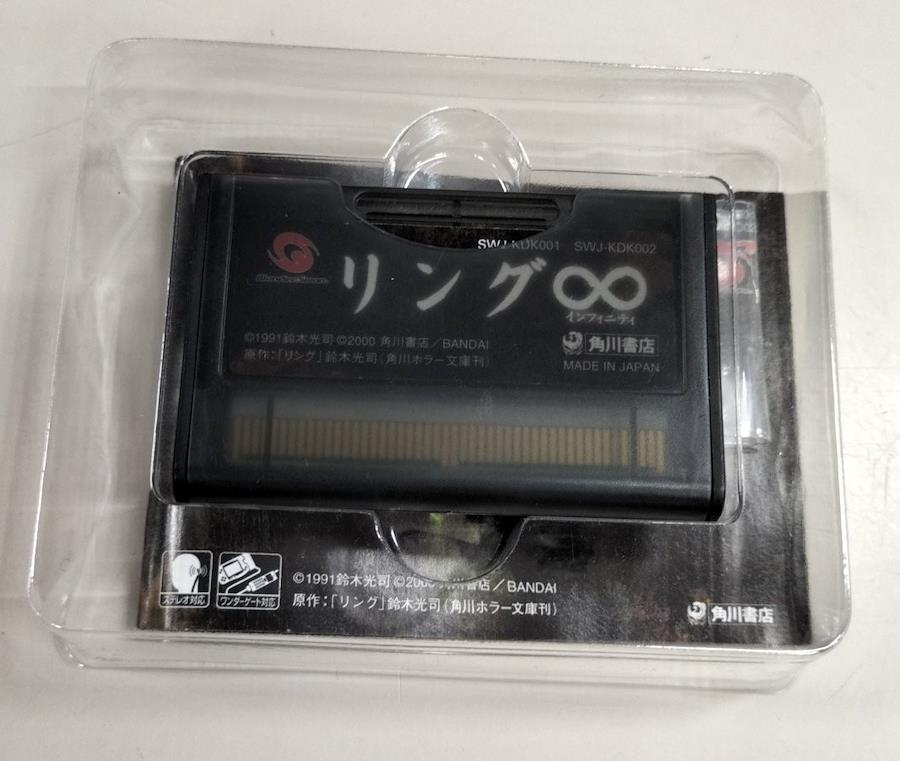 SWJ-KDK001 SWJ-KDK002
WonderSwan
リング∞
インフィニティ
©1991鈴木光司 ©2000 角川書店／BANDAI
原作:「リング」鈴木光司(角川ホラー文庫刊)
角川書店
MADE IN JAPAN
ステレオ対応
ワンダーゲート対応
©1991鈴木光司 ©2000 角川書店／BANDAI
原作:「リング」鈴木光司(角川ホラー文庫刊)
角川書店